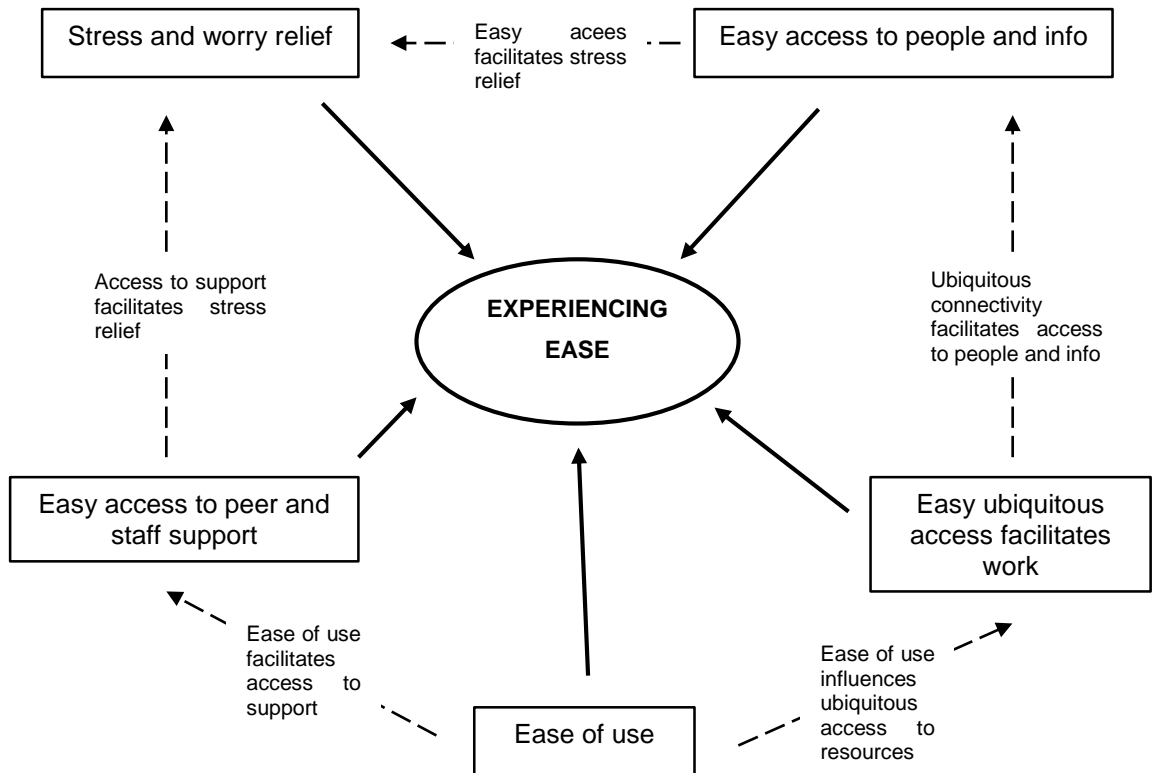 Stress and worry relief
Easy acees
facilitates stress
relief
Easy access to people and info
Access to support
facilitates stress
relief
EXPERIENCING
EASE
Ubiquitous
connectivity
facilitates access
to people and info
Easy access to peer and
staff support
Easy ubiquitous
access facilitates
work
Ease of use
facilitates
access to
support
Ease of use
Ease of use
influences
ubiquitous
access to
resources